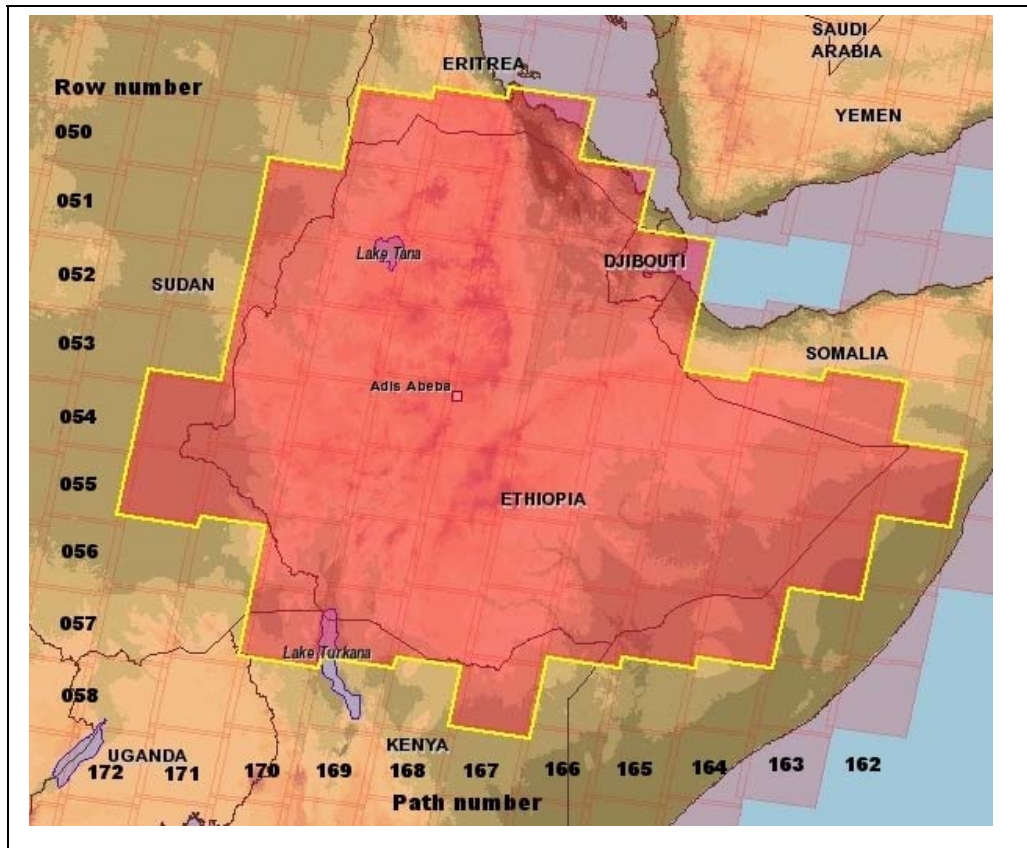 SAUDI
ARABIA
ERITREA
Row number
YEMEN
050
051
Lake Tana
DJIBOUTI
052
SUDAN
053
SOMALIA
Adis Abeba
054
055
ETHIOPIA
056
057
Lake Turkana
058
KENYA
UGANDA
172 171 170 169 168 167 166 165 164 163 162
Path number